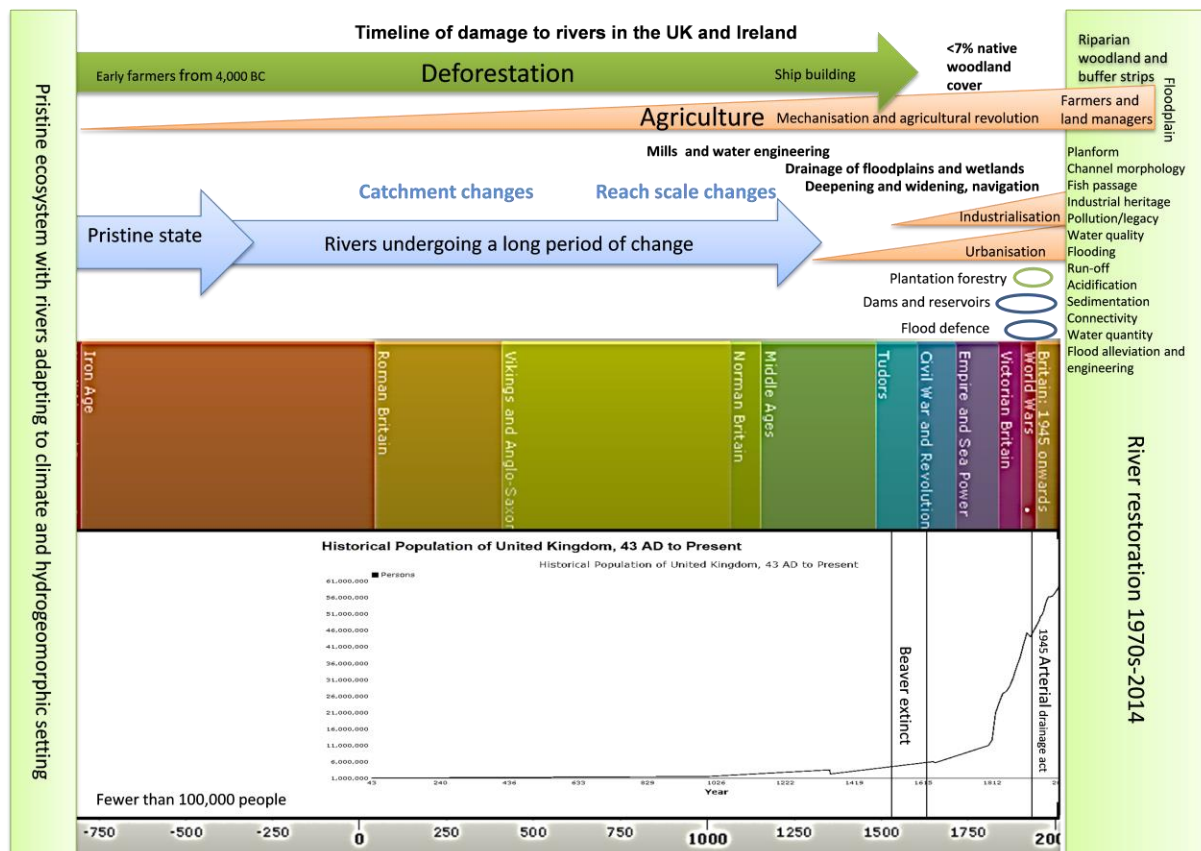 Timeline of damage to rivers in the UK and Ireland
Pristine ecosystem with rivers adapting to climate and hydrogeomorphic setting
Early farmers from 4,000 BC
Deforestation
Ship building
<7% native
woodland
cover
Riparian
woodland and
buffer strips
Floodplain
Agriculture
Mechanisation and agricultural revolution
Farmers and
land managers
Mills and water engineering
Drainage of floodplains and wetlands
Deepening and widening, navigation
Catchment changes
Reach scale changes
Pristine state
Rivers undergoing a long period of change
Industrialisation
Urbanisation
Plantation forestry
Dams and reservoirs
Flood defence
Planform
Channel morphology
Fish passage
Industrial heritage
Pollution/legacy
Water quality
Flooding
Run-off
Acidification
Sedimentation
Connectivity
Water quantity
Flood alleviation and
engineering
River restoration 1970s-2014
Iron Age
Roman Britain
Vikings and Anglo-Saxon
Norman Britain
Middle Ages
Tudors
Civil War and Revolution
Empire and Sea Power
Victorian Britain
World Wars
Britain: 1945 onwards
Historical Population of United Kingdom, 43 AD to Present
Historical Population of United Kingdom, 43 AD to Present
Persons
61,000,000
56,000,000
51,000,000
46,000,000
41,000,000
36,000,000
31,000,000
26,000,000
21,000,000
16,000,000
11,000,000
6,000,000
1,000,000
43 240 436 633 829 1026 1222 1419 1615 1812 20
Year
Beaver extinct
1945 Arterial drainage act
Fewer than 100,000 people
-750 -500 -250 0 250 500 750 1000 1250 1500 1750 200